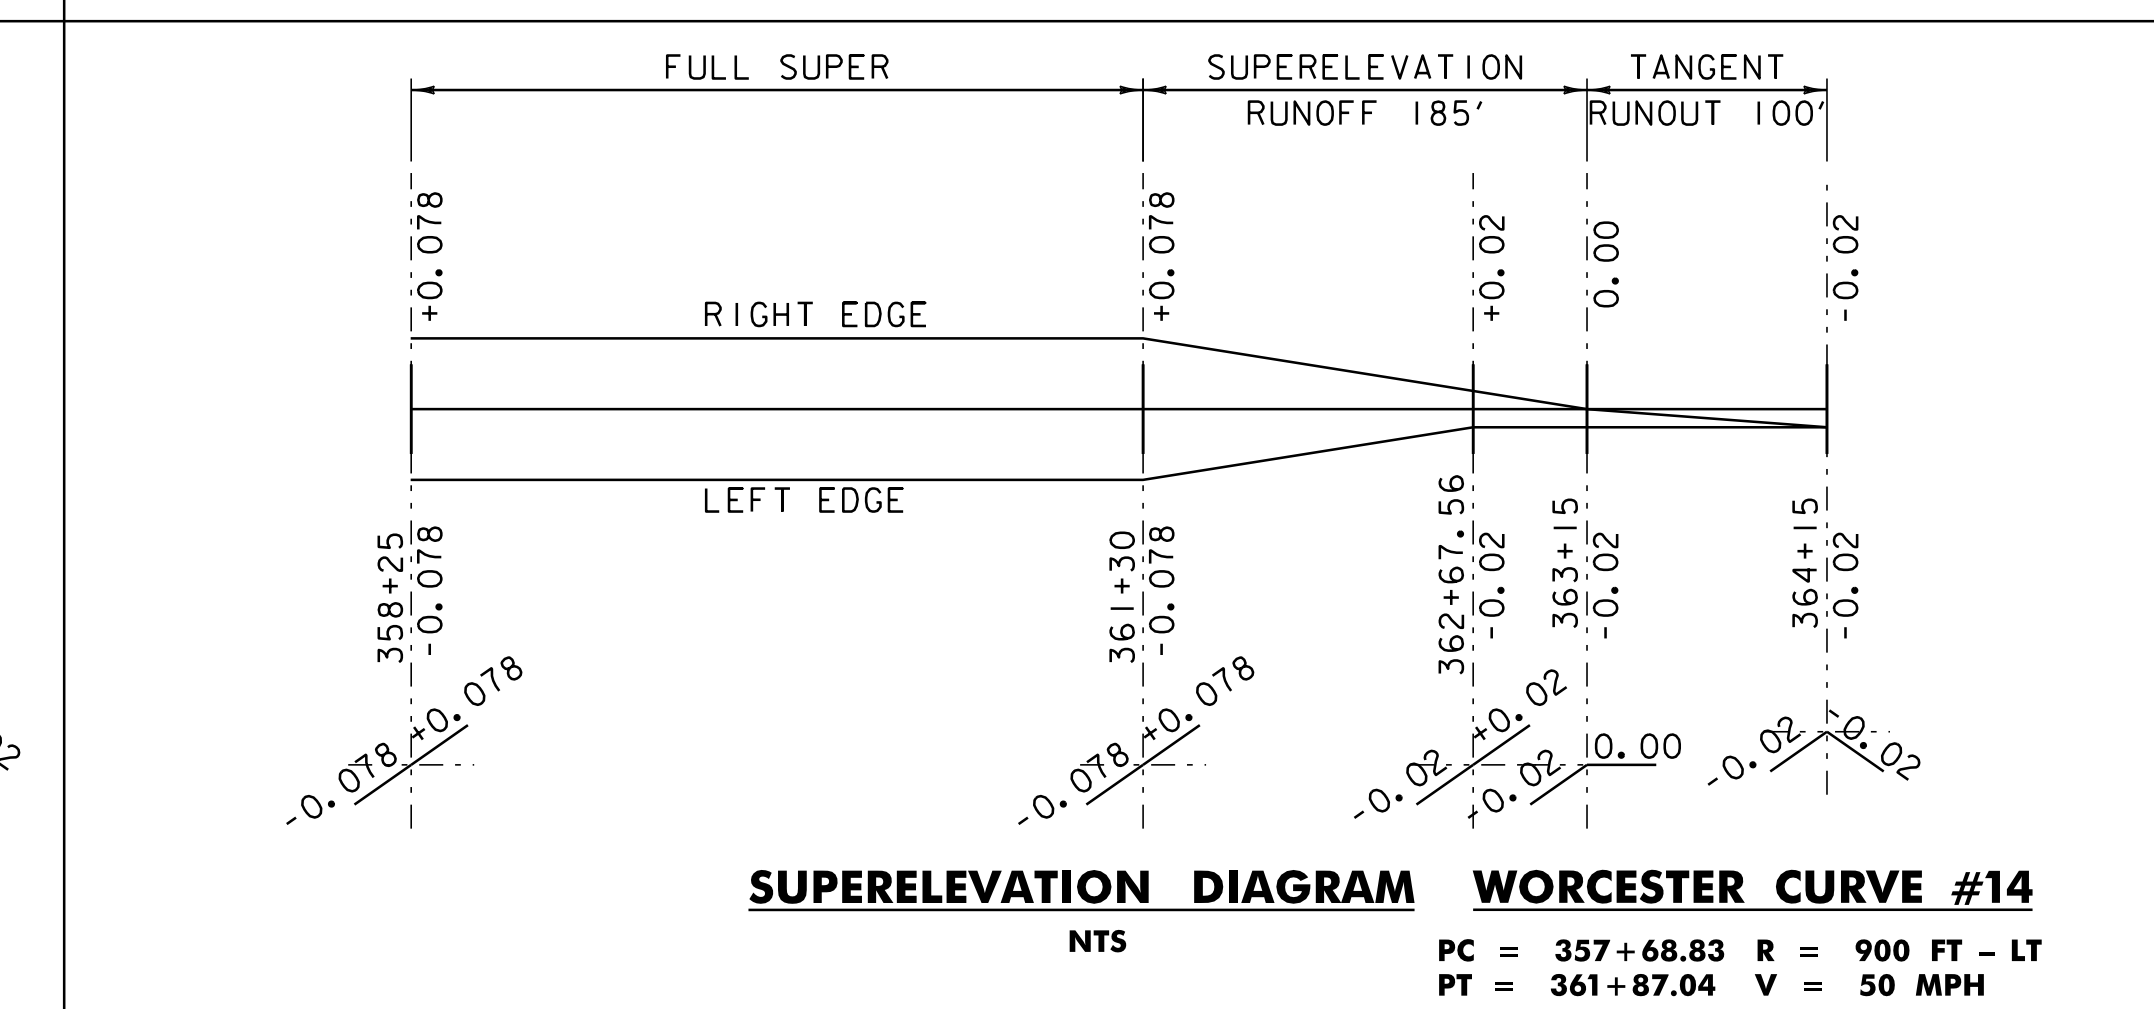 FULL SUPER
SUPERELEVATION
RUNOFF 185'
TANGENT
RUNOUT 100'
+0.078
+0.078
+0.02
0.00
-0.02
RIGHT EDGE
LEFT EDGE
358+25
-0.078
361+30
-0.078
362+67.56
-0.02
363+15
-0.02
364+15
-0.02
-0.078 +0.078
-0.078 +0.078
-0.02 +0.02
-0.02 0.00
-0.02 -0.02
SUPERELEVATION DIAGRAM
NTS
WORCESTER CURVE #14
PC = 357+68.83 R = 900 FT – LT
PT = 361+87.04 V = 50 MPH